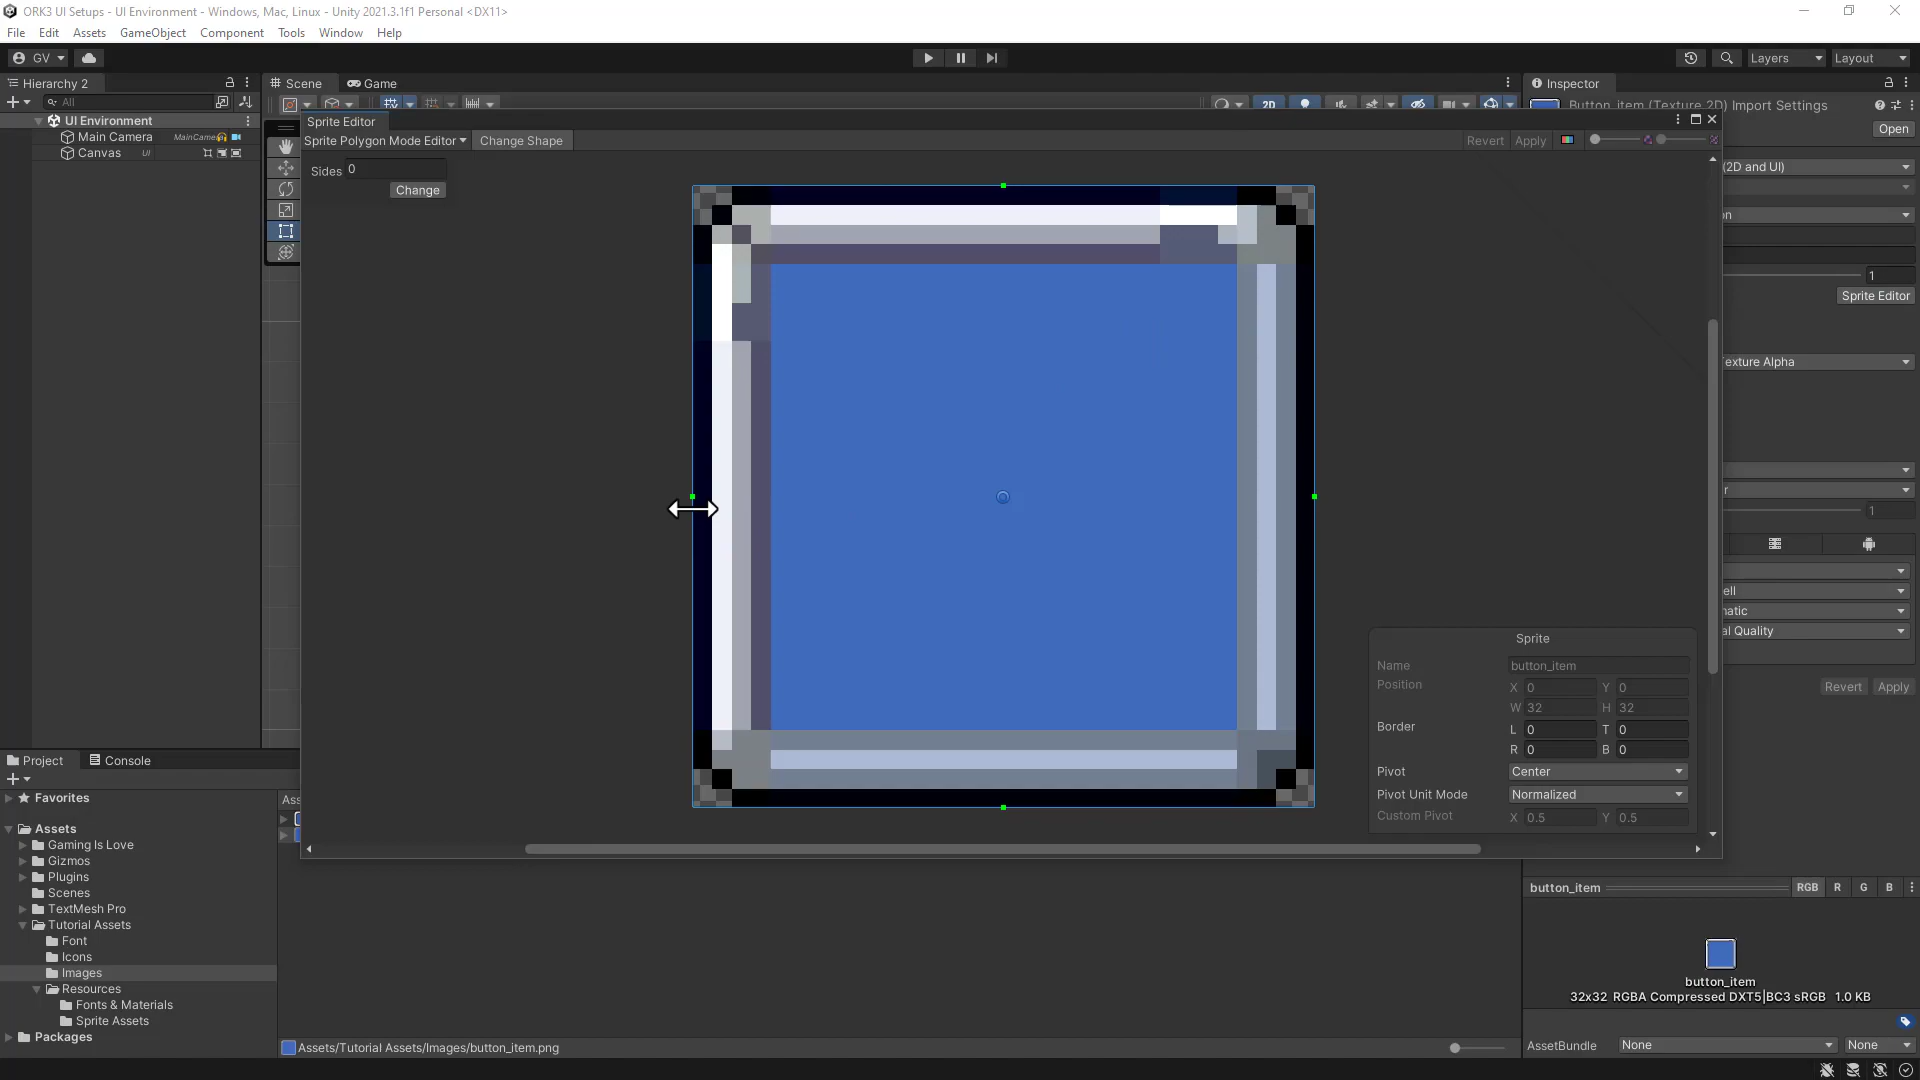 ORK3 UI Setups - UI Environment - Windows, Mac, Linux - Unity 2021.3.1f1 Personal <DX11>
File Edit Assets GameObject Component Tools Window Help
GV
Layers
Layout
Hierarchy 2
Scene
Game
Inspector
All
2D
Button_item (Texture 2D) Import Settings
Open
UI Environment
Main Camera
Canvas
UI
Sprite Editor
Sprite Polygon Mode Editor
Change Shape
Revert
Apply
Sides 0
Change
(2D and UI)
on
1
Sprite Editor
exture Alpha
r
1
ell
matic
al Quality
Revert
Apply
Sprite
Name button_item
Position X 0 Y 0
W 32 H 32
Border L 0 T 0
R 0 B 0
Pivot Center
Pivot Unit Mode Normalized
Custom Pivot X 0.5 Y 0.5
Project
Console
Favorites
Ass
Assets
Gaming Is Love
Gizmos
Plugins
Scenes
TextMesh Pro
Tutorial Assets
Font
Icons
Images
Resources
Fonts & Materials
Sprite Assets
Packages
Assets/Tutorial Assets/Images/button_item.png
button_item
RGB R G B
button_item
32x32 RGBA Compressed DXT5|BC3 sRGB 1.0 KB
AssetBundle None None